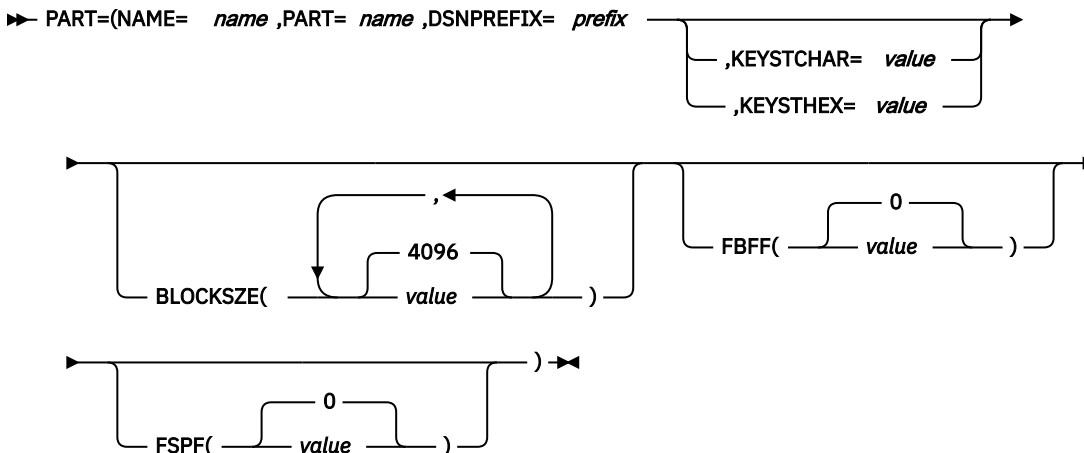 PART=(NAME= name ,PART= name ,DSNPREFIX= prefix
,KEYSTCHAR= value
,KEYSTHEX= value
,
4096
BLOCKSZE( value )
0
FBFF( value )
)
0
FSPF( value )